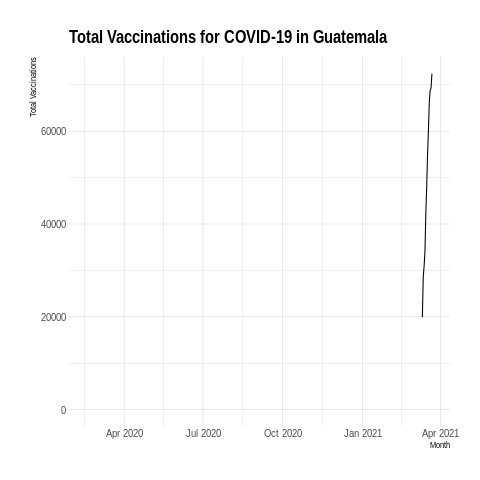 Total Vaccinations for COVID-19 in Guatemala
Total Vaccinations
60000
40000
20000
0
Apr 2020 Jul 2020 Oct 2020 Jan 2021 Apr 2021
Month